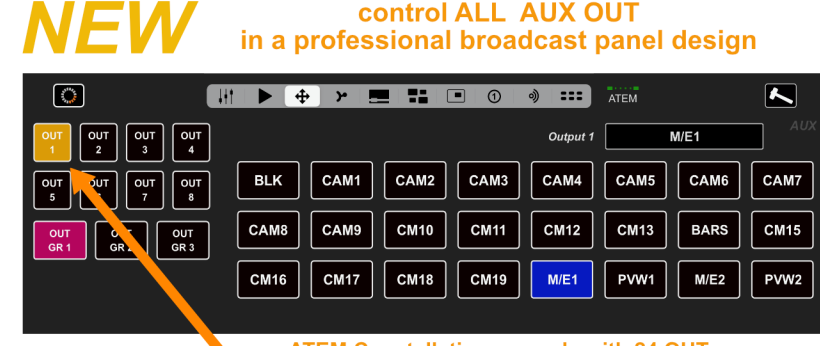 NEW
control ALL AUX OUT
in a professional broadcast panel design
1
ATEM
OUT 1
OUT 2
OUT 3
OUT 4
Output 1
M/E1
AUX
OUT 5
OUT
OUT 7
OUT 8
BLK
CAM1
CAM2
CAM3
CAM4
CAM5
CAM6
CAM7
OUT GR 1
GR
OUT GR 3
CAM8
CAM9
CM10
CM11
CM12
CM13
BARS
CM15
CM16
CM17
CM18
CM19
M/E1
PVW1
M/E2
PVW2